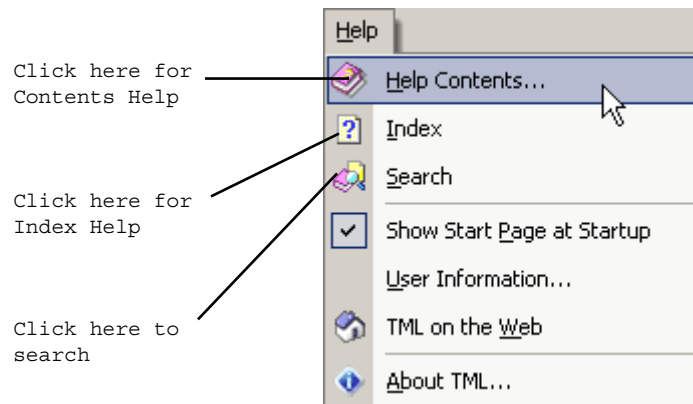 Help
Click here for
Contents Help
Help Contents...
Index
Search
Click here for
Index Help
Show Start Page at Startup
User Information...
Click here to
search
TML on the Web
About TML...